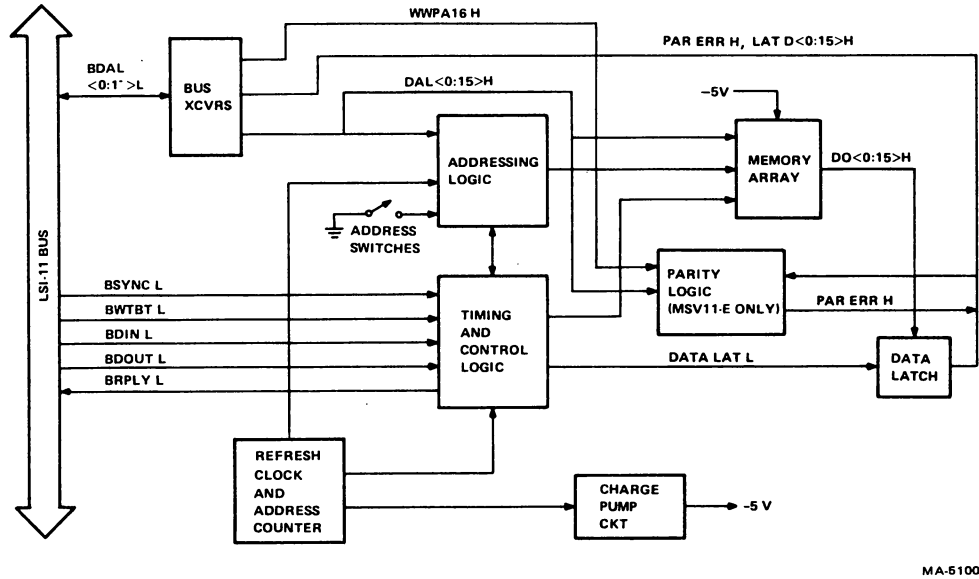 WWPA16 H
PAR ERR H, LAT D<0:15>H
BDAL
<0:1 >L
BUS
XCVRS
DAL<0:15>H
–5V
ADDRESSING
LOGIC
MEMORY
ARRAY
DO<0:15>H
ADDRESS
SWITCHES
LSI-11 BUS
BSYNC L
BWTBT L
BDIN L
BDOUT L
BRPLY L
TIMING
AND
CONTROL
LOGIC
PARITY
LOGIC
(MSV11-E ONLY)
PAR ERR H
DATA LAT L
DATA
LATCH
REFRESH
CLOCK
AND
ADDRESS
COUNTER
CHARGE
PUMP
CKT
–5 V
MA-5100